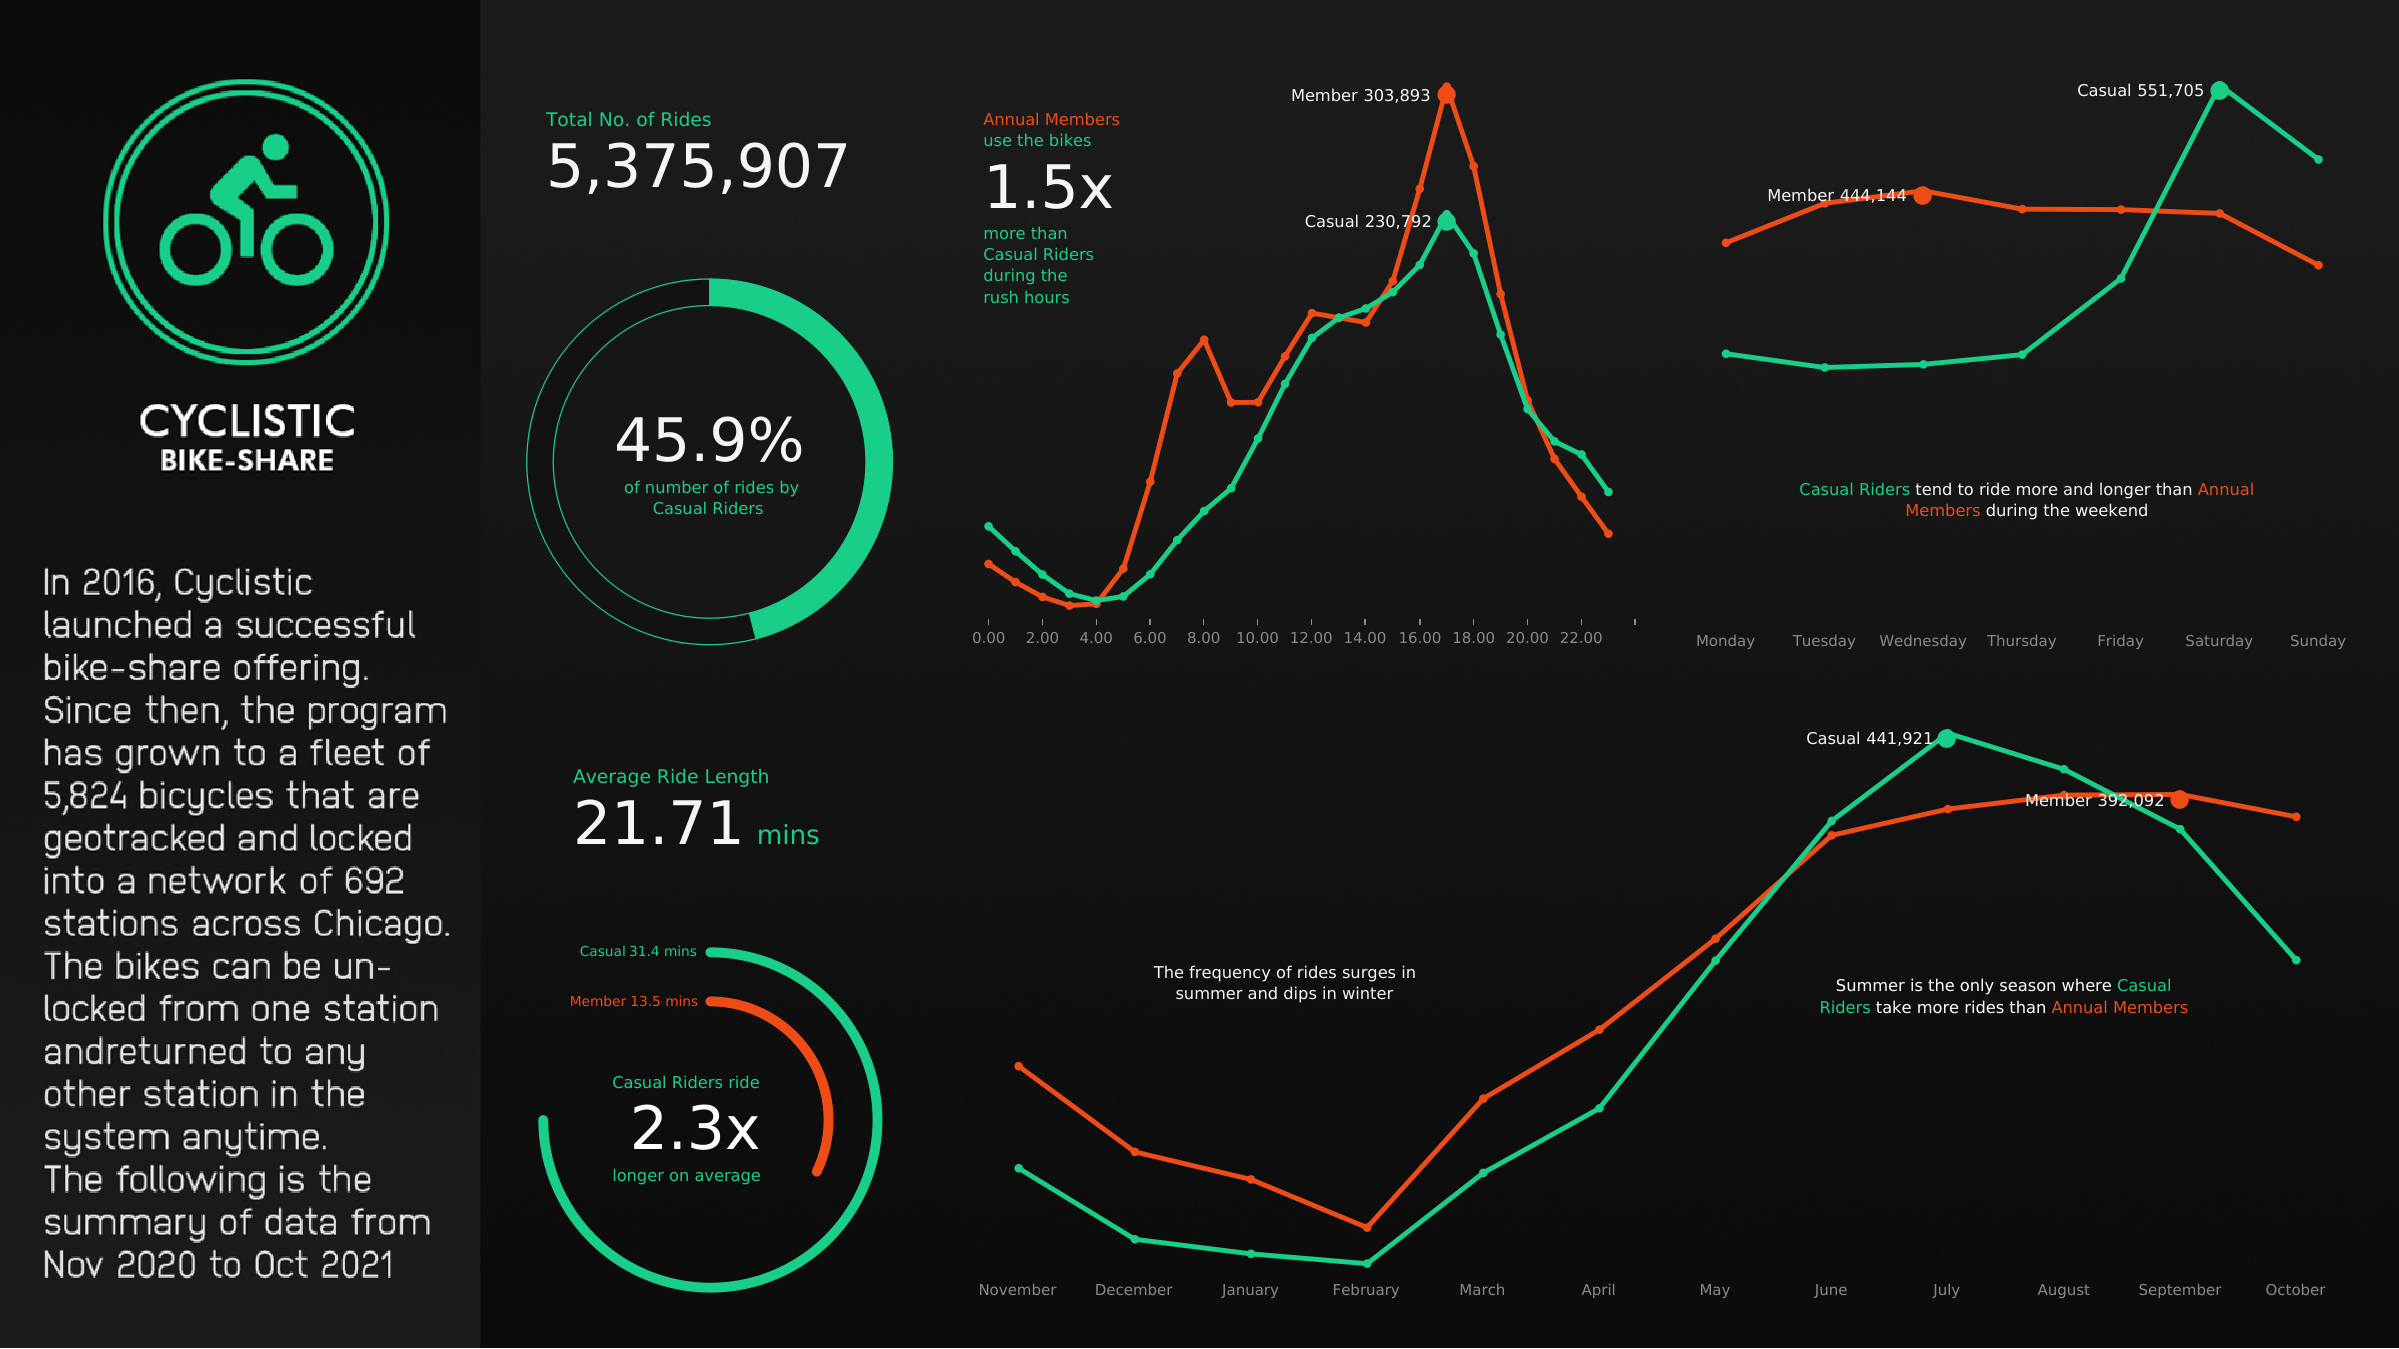 CYCLISTIC
BIKE-SHARE
In 2016, Cyclistic
launched a successful
bike-share offering.
Since then, the program
has grown to a fleet of
5,824 bicycles that are
geotracked and locked
into a network of 692
stations across Chicago.
The bikes can be un-
locked from one station
andreturned to any
other station in the
system anytime.
The following is the
summary of data from
Nov 2020 to Oct 2021
Total No. of Rides
5,375,907
45.9%
of number of rides by
Casual Riders
Annual Members
use the bikes
1.5x
more than
Casual Riders
during the
rush hours
Member 303,893
Casual 230,792
0.00 2.00 4.00 6.00 8.00 10.00 12.00 14.00 16.00 18.00 20.00 22.00
Casual 551,705
Member 444,144
Casual Riders tend to ride more and longer than Annual
Members during the weekend
Monday Tuesday Wednesday Thursday Friday Saturday Sunday
Average Ride Length
21.71 mins
Casual 31.4 mins
Member 13.5 mins
Casual Riders ride
2.3x
longer on average
Casual 441,921
Member 392,092
The frequency of rides surges in
summer and dips in winter
Summer is the only season where Casual
Riders take more rides than Annual Members
November December January February March April May June July August September October